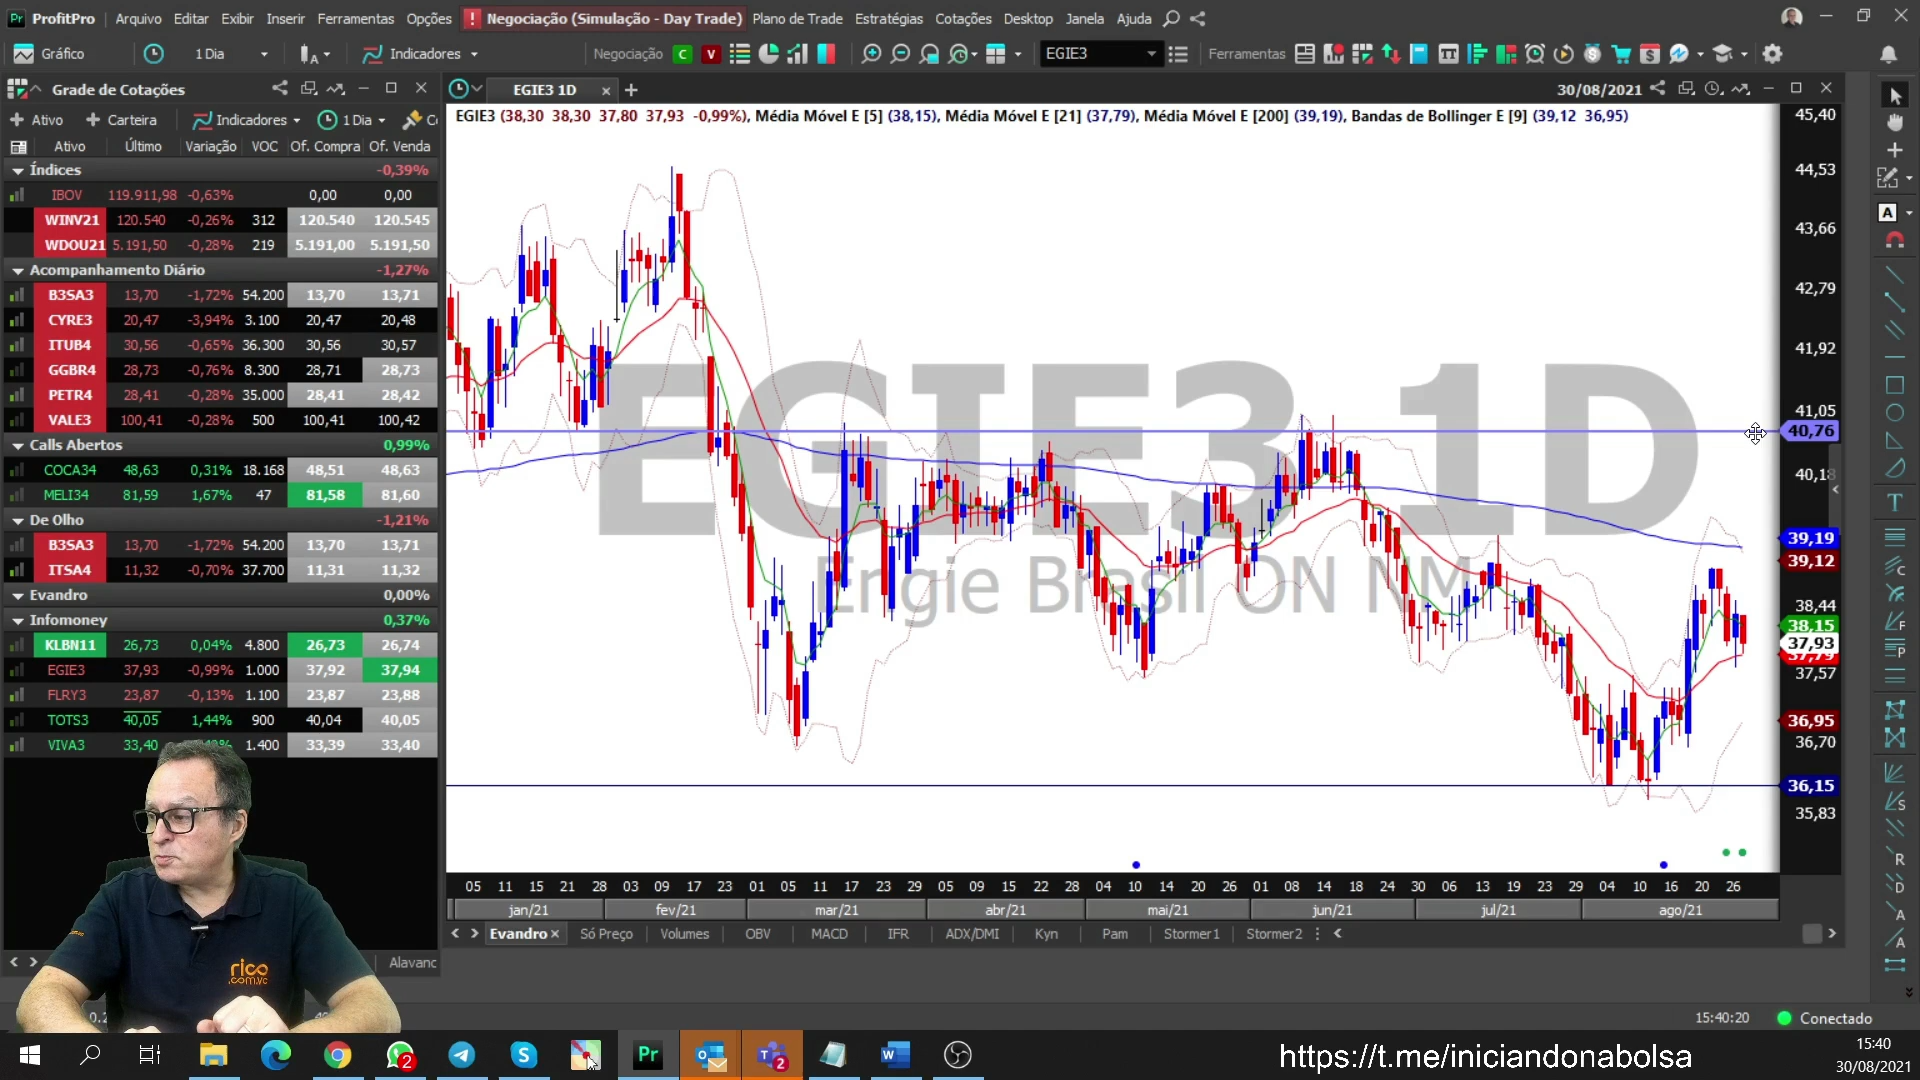 ProfitPro Arquivo Editar Exibir Inserir Ferramentas Opções Negociação (Simulação - Day Trade) Plano de Trade Estratégias Cotações Desktop Janela Ajuda
Gráfico 1 Dia Indicadores Negociação C V EGIE3 Ferramentas
Grade de Cotações
EGIE3 1D 30/08/2021
Ativo Carteira Indicadores 1 Dia
EGIE3 (38,30 38,30 37,80 37,93 -0,99%), Média Móvel E [5] (38,15), Média Móvel E [21] (37,79), Média Móvel E [200] (39,19), Bandas de Bollinger E [9] (39,12 36,95)
Ativo Último Variação VOC Of. Compra Of. Venda
Índices -0,39%
IBOV 119.911,98 -0,63% 0,00 0,00
WINV21 120.540 -0,26% 312 120.540 120.545
WDOU21 5.191,50 -0,28% 219 5.191,00 5.191,50
Acompanhamento Diário -1,27%
B3SA3 13,70 -1,72% 54.200 13,70 13,71
CYRE3 20,47 -3,94% 3.100 20,47 20,48
ITUB4 30,56 -0,65% 36.300 30,56 30,57
GGBR4 28,73 -0,76% 8.300 28,71 28,73
PETR4 28,41 -0,28% 35.000 28,41 28,42
VALE3 100,41 -0,28% 500 100,41 100,42
Calls Abertos 0,99%
COCA34 48,63 0,31% 18.168 48,51 48,63
MELI34 81,59 1,67% 47 81,58 81,60
De Olho -1,21%
B3SA3 13,70 -1,72% 54.200 13,70 13,71
ITSA4 11,32 -0,70% 37.700 11,31 11,32
Evandro 0,00%
Infomoney 0,37%
KLBN11 26,73 0,04% 4.800 26,73 26,74
EGIE3 37,93 -0,99% 1.000 37,92 37,94
FLRY3 23,87 -0,13% 1.100 23,87 23,88
TOTS3 40,05 1,44% 900 40,04 40,05
VIVA3 33,40 1.400 33,39 33,40
EGIE3 1D
Engie Brasil ON NM
45,40
44,53
43,66
42,79
41,92
41,05
40,76
40,18
39,19
39,12
38,44
38,15
37,93
37,79
37,57
36,95
36,70
36,15
35,83
05 11 15 21 28 03 09 17 23 01 05 11 17 23 29 05 09 15 22 28 04 10 14 20 26 01 08 14 18 24 30 06 13 19 23 29 04 10 16 20 26
jan/21 fev/21 mar/21 abr/21 mai/21 jun/21 jul/21 ago/21
Evandro Só Preço Volumes OBV MACD IFR ADX/DMI Kyn Pam Stormer1 Stormer2
Alavanc
rico
.com.vc
15:40:20 Conectado
https://t.me/iniciandonabolsa
15:40
30/08/2021